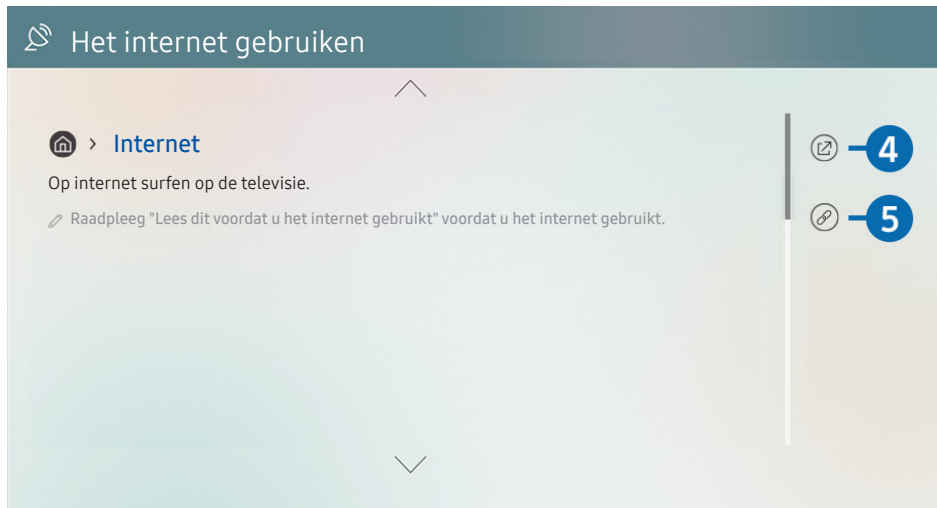 Het internet gebruiken
> Internet
4
Op internet surfen op de televisie.
Raadpleeg "Lees dit voordat u het internet gebruikt" voordat u het internet gebruikt.
5